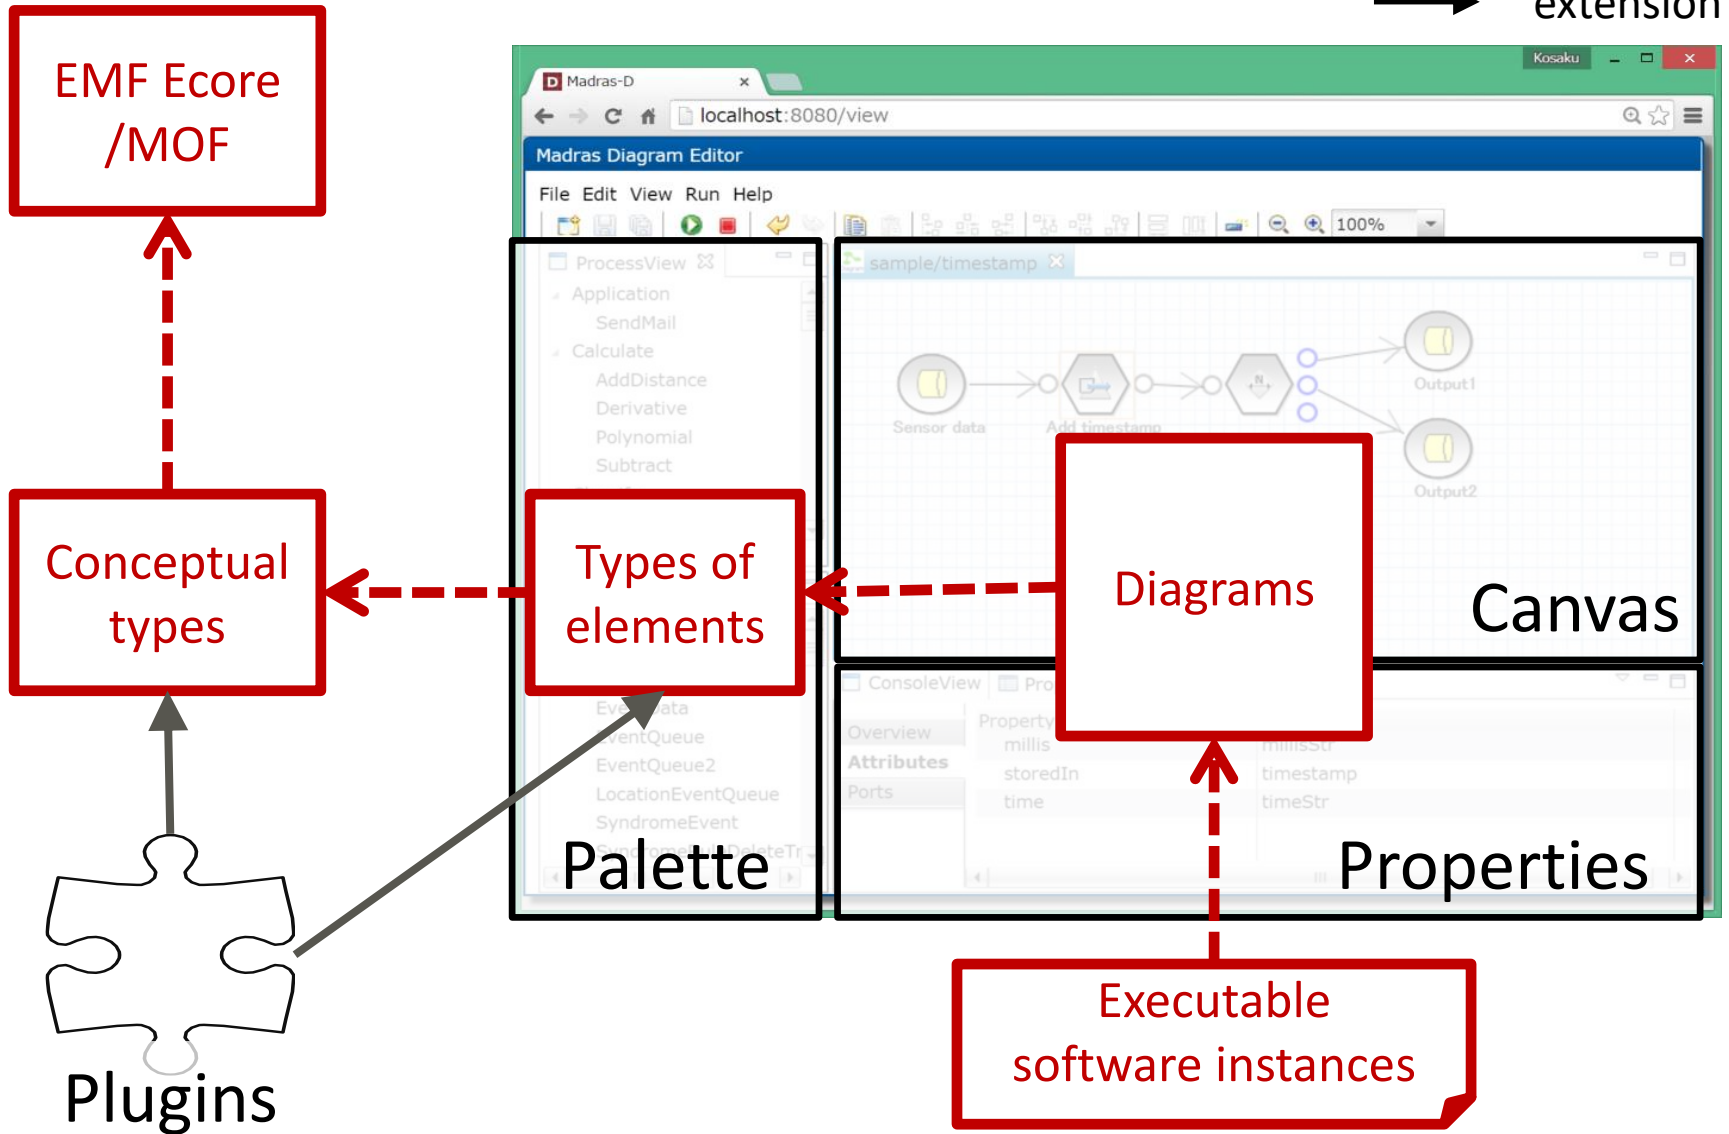 extension
EMF Ecore
/MOF
Kosaku
Madras-D
localhost:8080/view
Madras Diagram Editor
File Edit View Run Help
100%
ProcessView
Application
SendMail
Calculate
AddDistance
Derivative
Polynomial
Subtract
sample/timestamp
Sensor data
Add timestamp
N
Output1
Output2
Conceptual
types
Types of
elements
Diagrams
Canvas
EventQueue
EventQueue2
LocationEventQueue
SyndromeEvent
Palette
ConsoleView
Overview
Attributes
Ports
Property
millis
millisStr
storedIn
timestamp
time
timeStr
Properties
Plugins
Executable
software instances